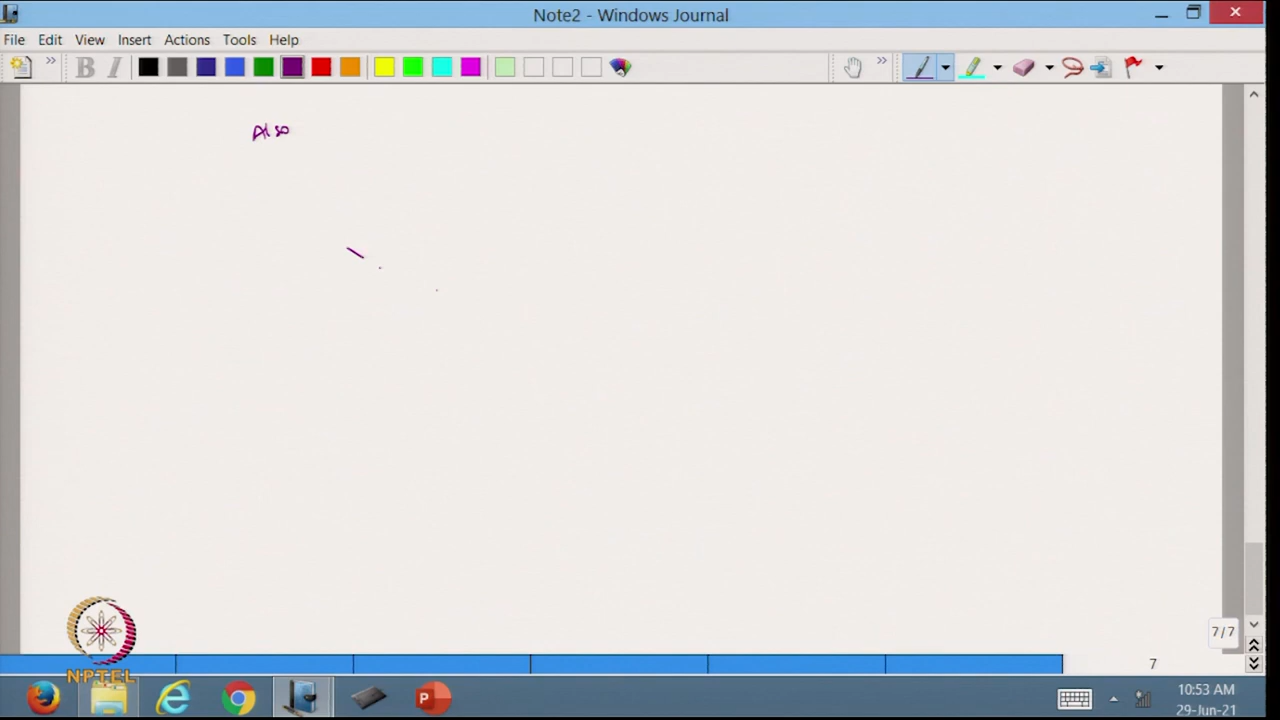 Note2 - Windows Journal
File Edit View Insert Actions Tools Help
B I
Also
7/7
7
NPTEL
10:53 AM
29-Jun-21